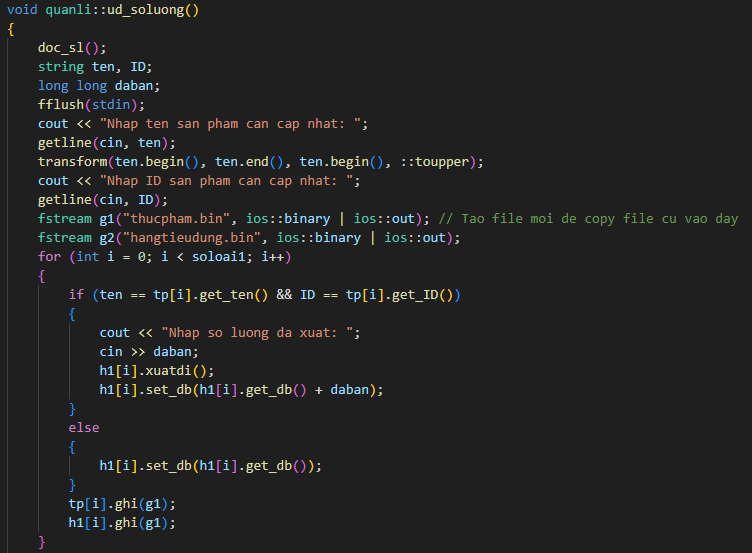 void quanli::ud_soluong()
{
    doc_sl();
    string ten, ID;
    long long daban;
    fflush(stdin);
    cout << "Nhap ten san pham can cap nhat: ";
    getline(cin, ten);
    transform(ten.begin(), ten.end(), ten.begin(), ::toupper);
    cout << "Nhap ID san pham can cap nhat: ";
    getline(cin, ID);
    fstream g1("thucpham.bin", ios::binary | ios::out); // Tao file moi de copy file cu vao day
    fstream g2("hangtieudung.bin", ios::binary | ios::out);
    for (int i = 0; i < soloai1; i++)
    {
        if (ten == tp[i].get_ten() && ID == tp[i].get_ID())
        {
            cout << "Nhap so luong da xuat: ";
            cin >> daban;
            h1[i].xuatdi();
            h1[i].set_db(h1[i].get_db() + daban);
        }
        else
        {
            h1[i].set_db(h1[i].get_db());
        }
        tp[i].ghi(g1);
        h1[i].ghi(g1);
    }